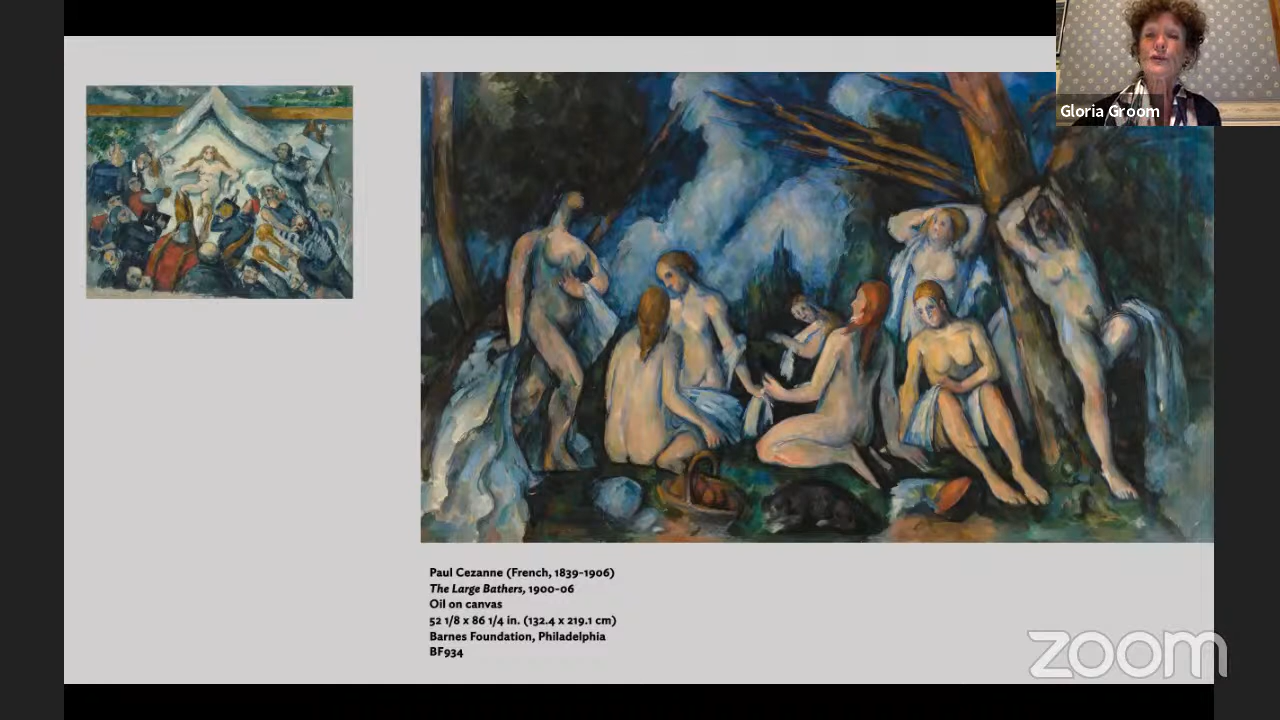 Gloria Groom
Paul Cezanne (French, 1839-1906)
The Large Bathers, 1900-06
Oil on canvas
52 1/8 x 86 1/4 in. (132.4 x 219.1 cm)
Barnes Foundation, Philadelphia
BF934
zoom